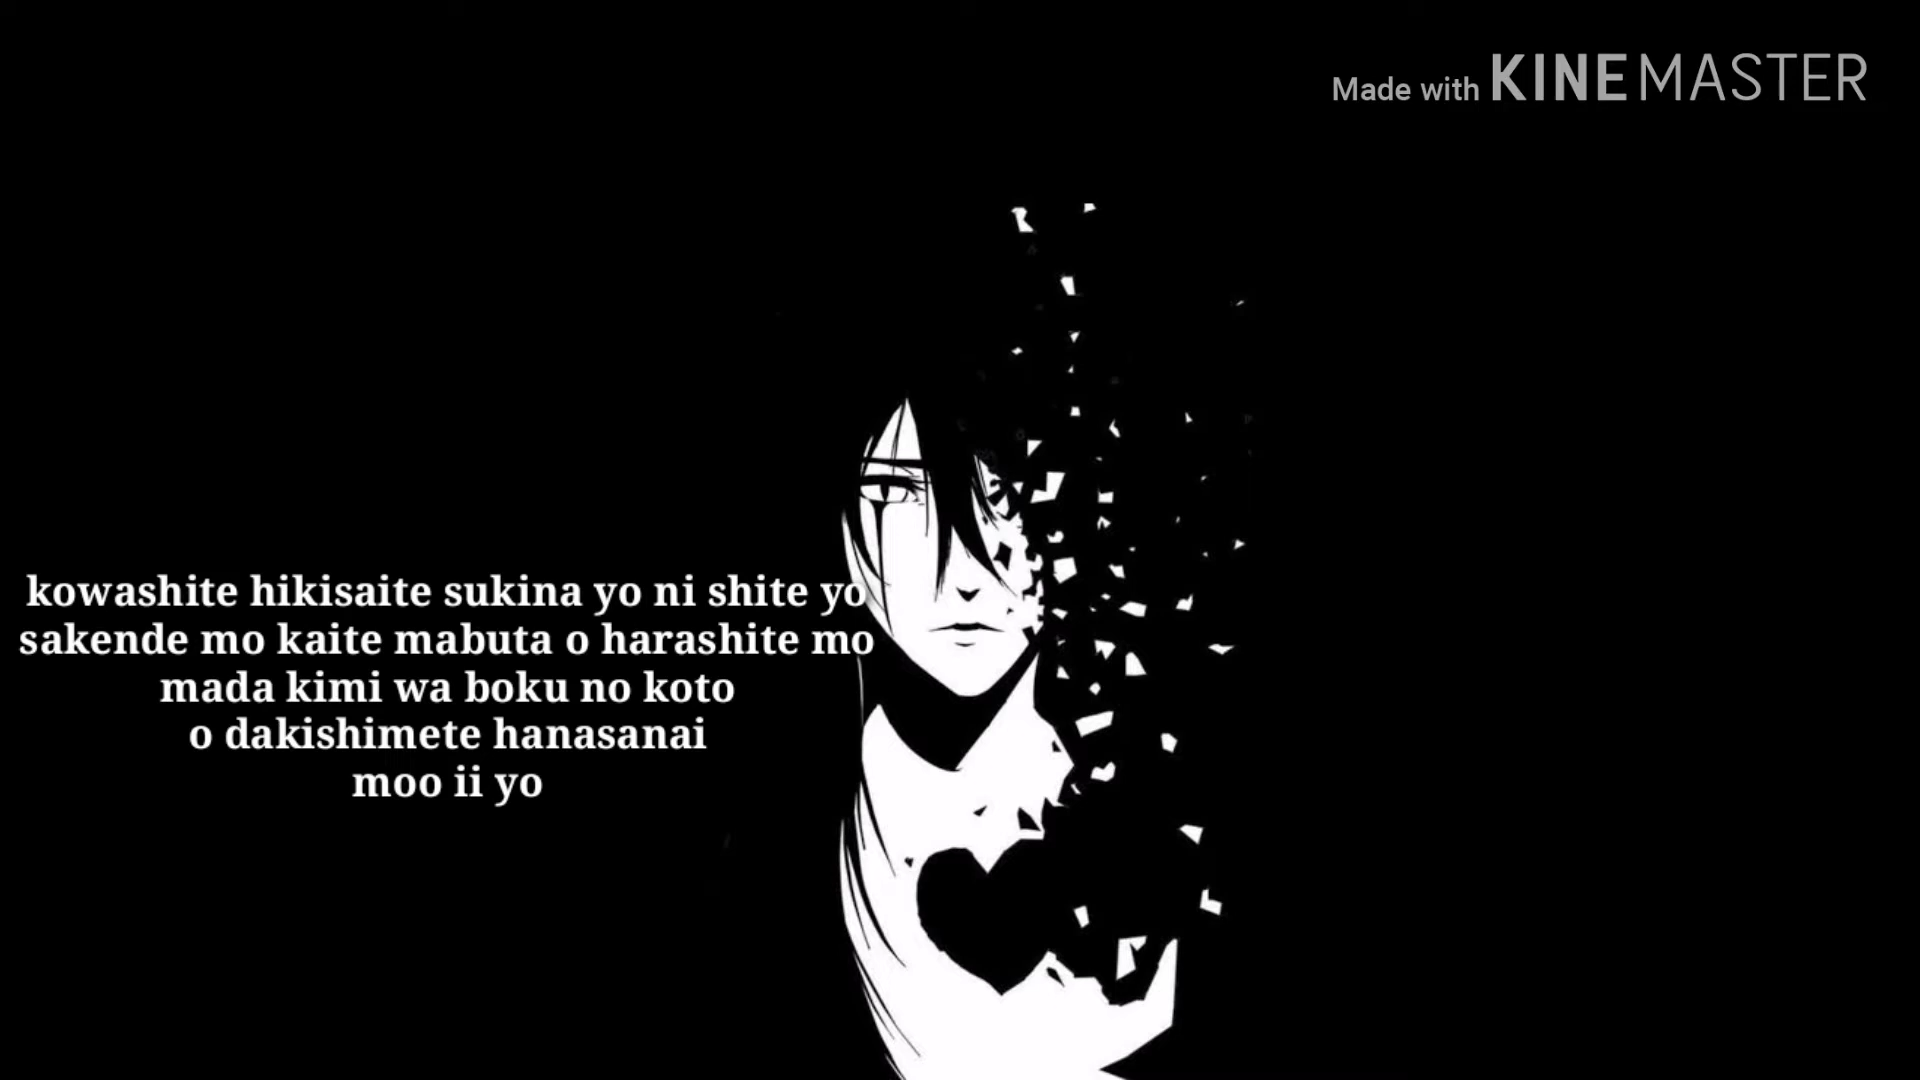 Made with KINEMASTER
kowashite hikisaite sukina yo ni shite yo
sakende mo kaite mabuta o harashite mo
mada kimi wa boku no koto
o dakishimete hanasanai
moo ii yo